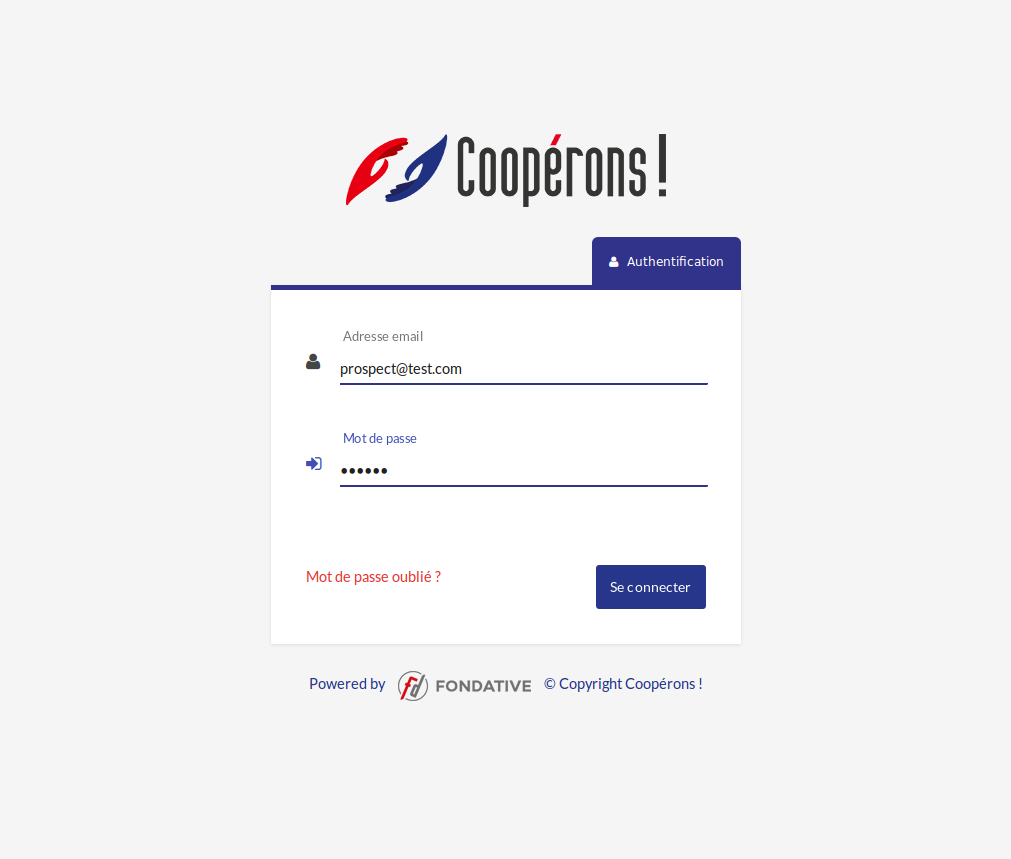 Coopérons !
Authentification
Adresse email
prospect@test.com
Mot de passe
••••••
Mot de passe oublié ?
Se connecter
Powered by fd FONDATIVE © Copyright Coopérons !